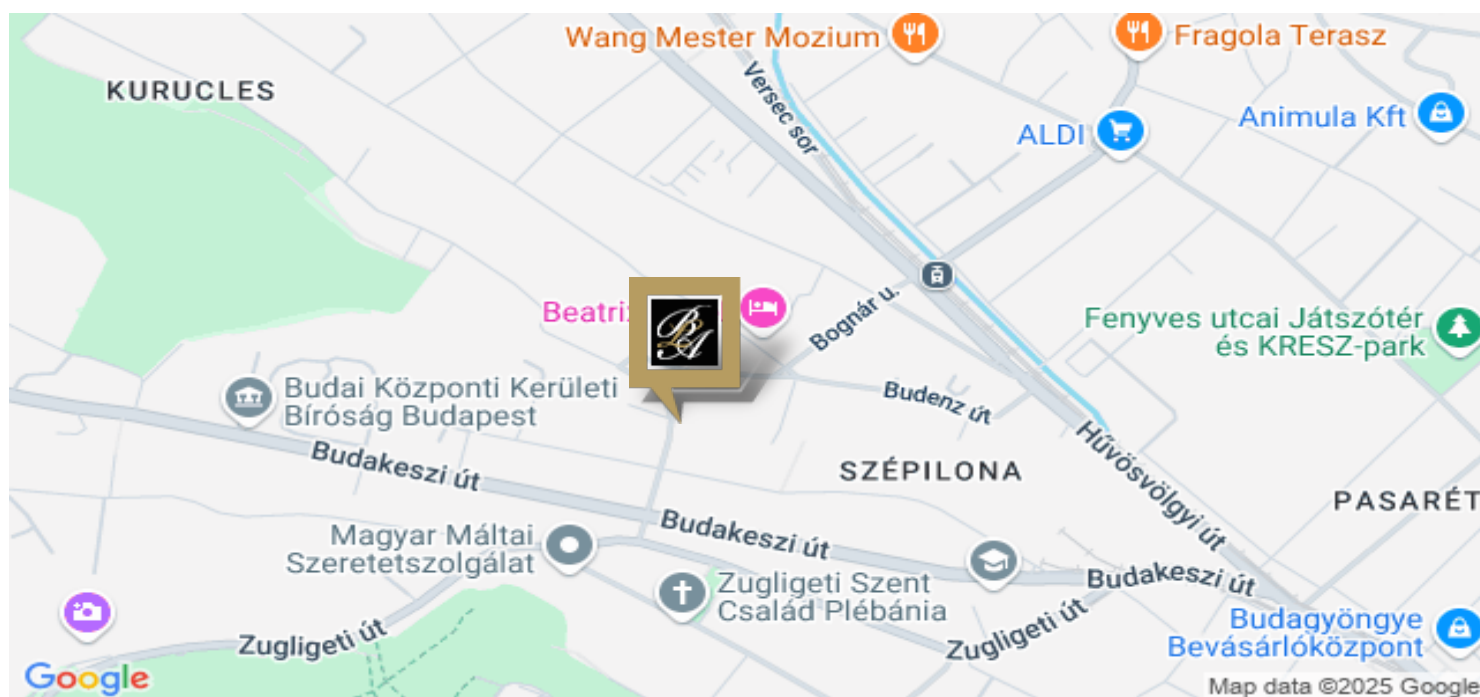 Wang Mester Mozium
Fragola Terasz
KURUCLES
Versec sor
Animula Kft
ALDI
Beatrix
Bognár u.
Fenyves utcai Játszótér
és KRESZ-park
Budai Központi Kerületi
Bíróság Budapest
Budenz út
Budakeszi út
SZÉPILONA
Hűvösvölgyi út
PASARÉT
Magyar Máltai
Szeretetszolgálat
Budakeszi út
Budakeszi út
Zugligeti Szent
Család Plébánia
Zugligeti út
Zugligeti út
Budagyöngye
Bevásárlóközpont
Google
Map data ©2025 Google